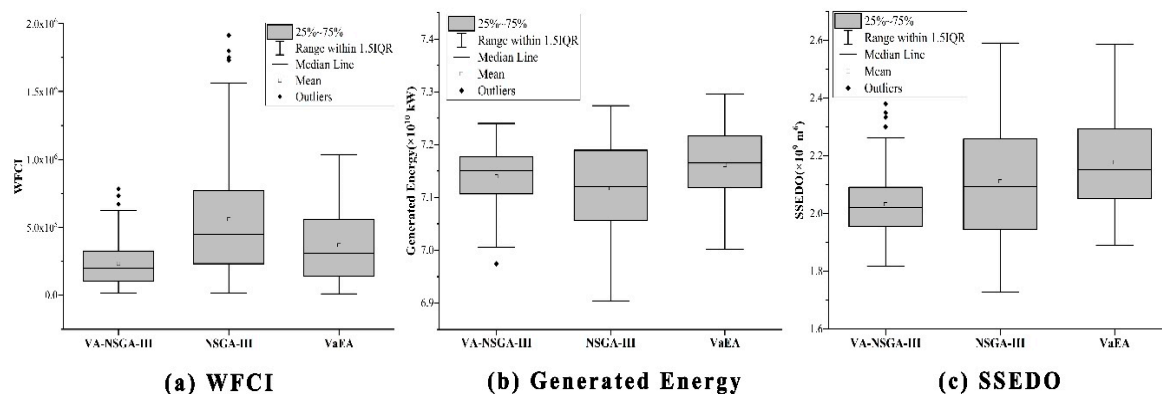 2.0x10⁶
1.5x10⁶
1.0x10⁶
5.0x10⁵
0.0
WFCI
25%~75%
Range within 1.5IQR
Median Line
Mean
Outliers
VA-NSGA-III NSGA-III VaEA
(a) WFCI
7.4
7.3
7.2
7.1
7.0
6.9
Generated Energy(×10¹⁰ kW)
25%~75%
Range within 1.5IQR
Median Line
Mean
Outliers
VA-NSGA-III NSGA-III VaEA
(b) Generated Energy
2.6
2.4
2.2
2.0
1.8
1.6
SSEDO(×10⁹ m⁶)
25%~75%
Range within 1.5IQR
Median Line
Mean
Outliers
VA-NSGA-III NSGA-III VaEA
(c) SSEDO